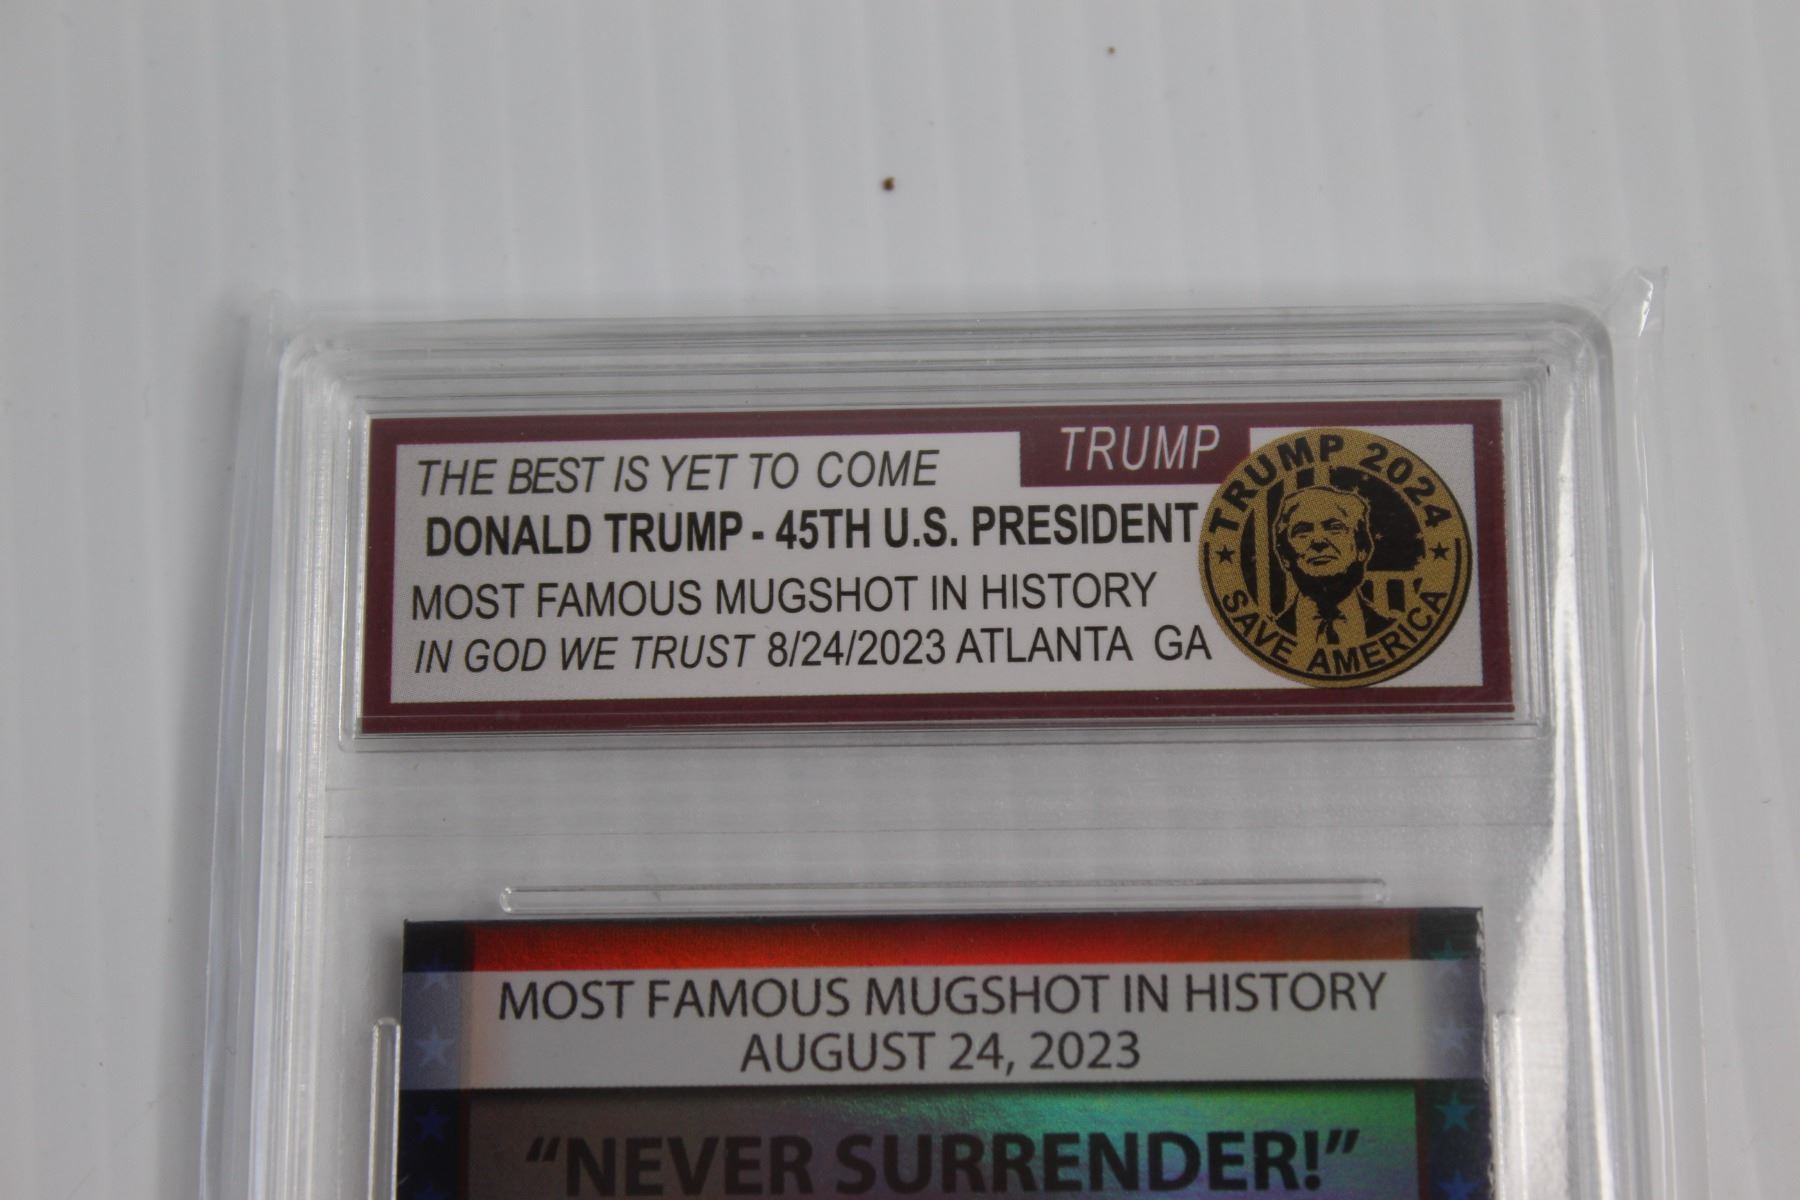 TRUMP
THE BEST IS YET TO COME
DONALD TRUMP - 45TH U.S. PRESIDENT
MOST FAMOUS MUGSHOT IN HISTORY
IN GOD WE TRUST 8/24/2023 ATLANTA GA
TRUMP 2024
SAVE AMERICA
MOST FAMOUS MUGSHOT IN HISTORY
AUGUST 24, 2023
“NEVER SURRENDER!”